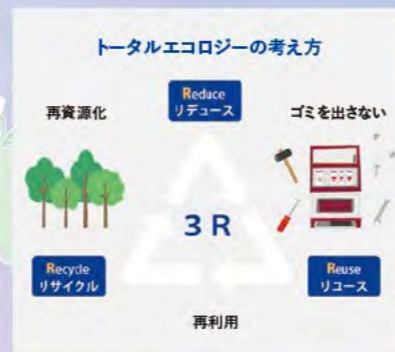 トータルエコロジーの考え方
Reduce
リデュース
再資源化
ゴミを出さない
3R
Recycle
リサイクル
Reuse
リユース
再利用